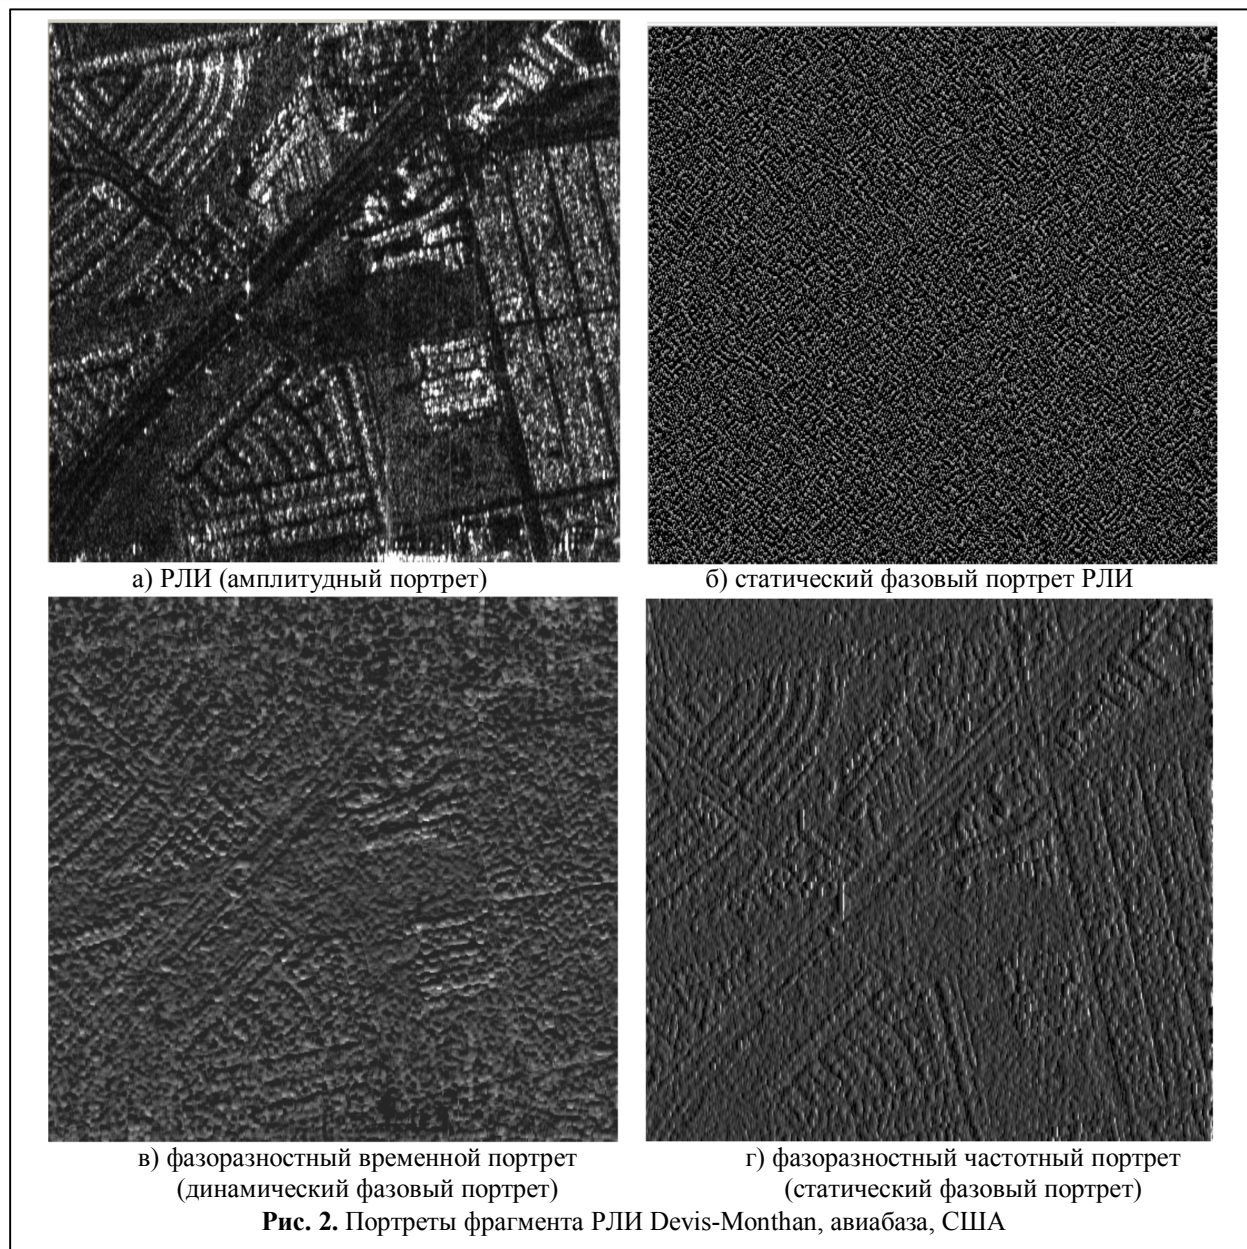 а) РЛИ (амплитудный портрет)
б) статический фазовый портрет РЛИ
в) фазоразностный временной портрет
(динамический фазовый портрет)
г) фазоразностный частотный портрет
(статический фазовый портрет)
Рис. 2. Портреты фрагмента РЛИ Devis-Monthan, авиабаза, США